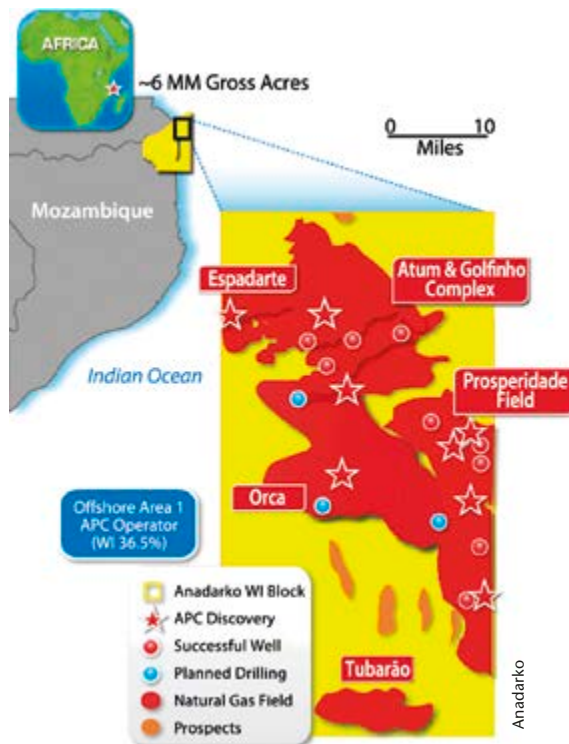 AFRICA
~6 MM Gross Acres
0 10
Miles
Mozambique
Espadarte
Atum & Golfinho
Complex
Indian Ocean
Prosperidade
Field
Orca
Offshore Area 1
APC Operator
(WI 36.5%)
Anadarko WI Block
APC Discovery
Successful Well
Planned Drilling
Natural Gas Field
Prospects
Tubarão
Anadarko